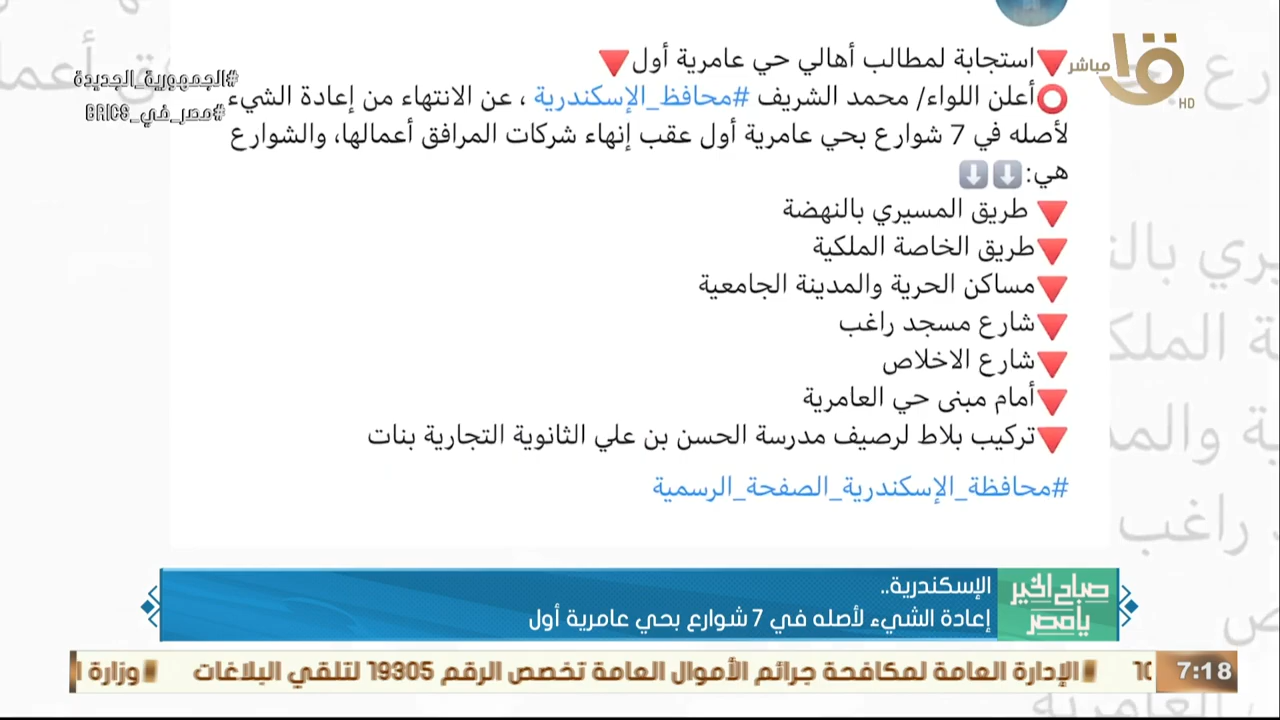 🔻استجابة لمطالب أهالي حي عامرية أول🔻
⭕أعلن اللواء/ محمد الشريف #محافظ_الإسكندرية ، عن الانتهاء من إعادة الشيء
لأصله في 7 شوارع بحي عامرية أول عقب إنهاء شركات المرافق أعمالها، والشوارع
هي:⬇️⬇️
🔻 طريق المسيري بالنهضة
🔻طريق الخاصة الملكية
🔻مساكن الحرية والمدينة الجامعية
🔻شارع مسجد راغب
🔻شارع الاخلاص
🔻أمام مبنى حي العامرية
🔻تركيب بلاط لرصيف مدرسة الحسن بن علي الثانوية التجارية بنات
#محافظة_الإسكندرية_الصفحة_الرسمية
مباشر
HD
#الجمهورية_الجديدة
#مصر_في_BRICS
صباح الخير
يا مصر
الإسكندرية..
إعادة الشيء لأصله في 7 شوارع بحي عامرية أول
الإدارة العامة لمكافحة جرائم الأموال العامة تخصص الرقم 19305 لتلقي البلاغات
وزارة
7:18